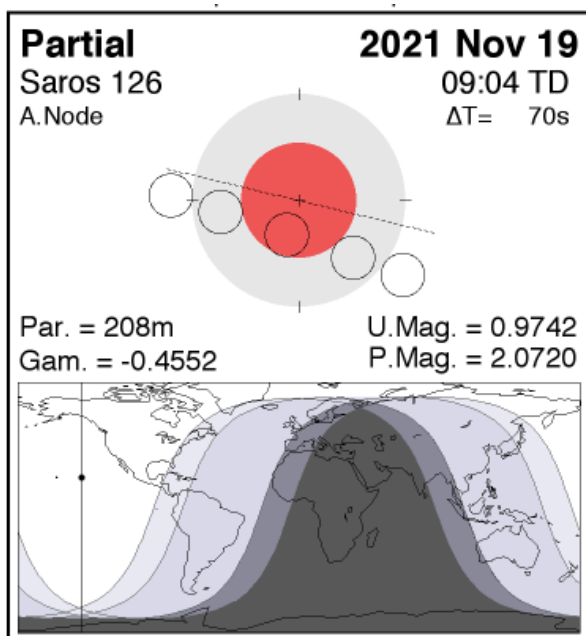 Partial 2021 Nov 19
Saros 126 09:04 TD
A.Node ΔT= 70s
Par. = 208m U.Mag. = 0.9742
Gam. = -0.4552 P.Mag. = 2.0720